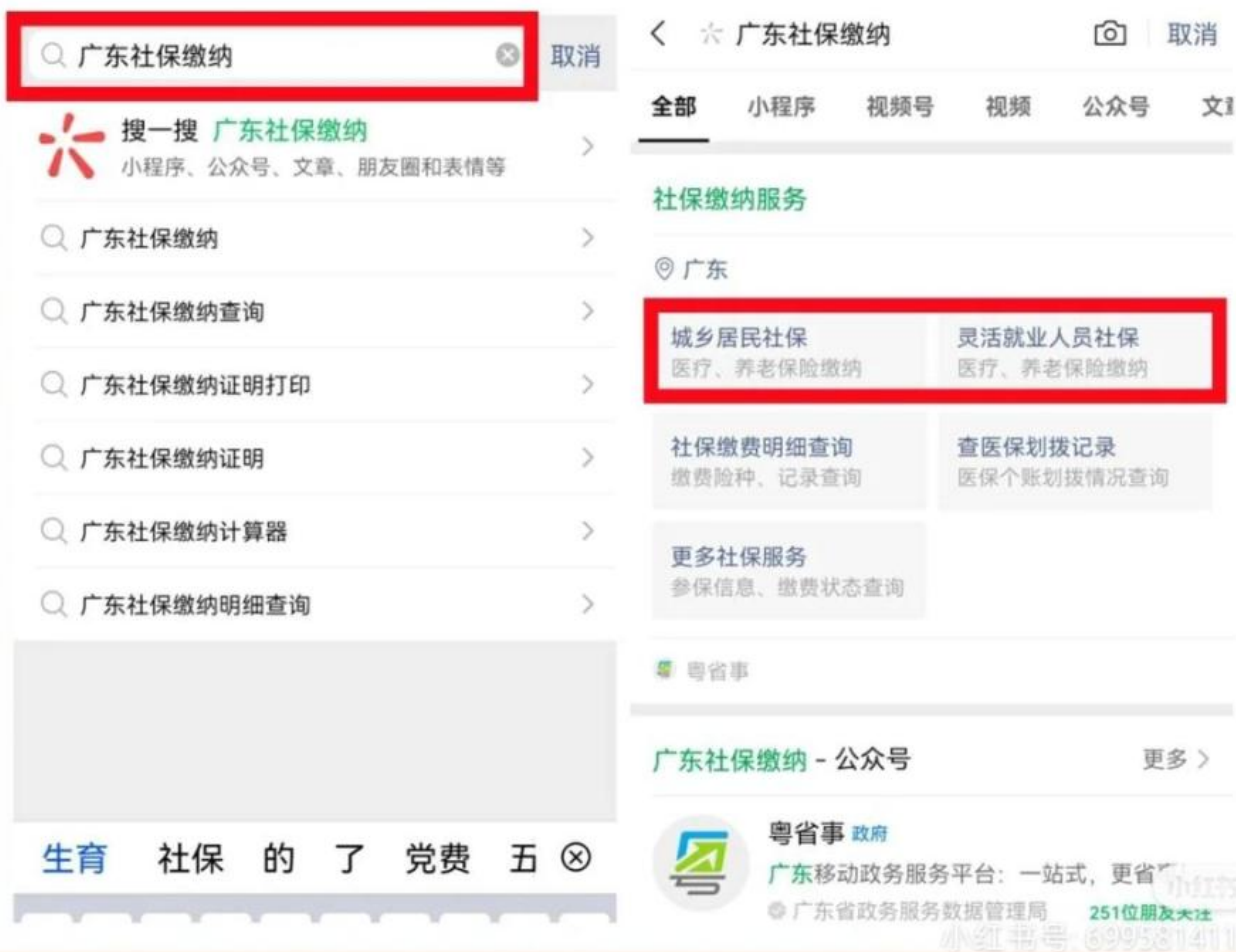 广东社保缴纳
取消
搜一搜 广东社保缴纳
小程序、公众号、文章、朋友圈和表情等
广东社保缴纳
广东社保缴纳查询
广东社保缴纳证明打印
广东社保缴纳证明
广东社保缴纳计算器
广东社保缴纳明细查询
生育 社保 的 了 党费 五
广东社保缴纳
取消
全部 小程序 视频号 视频 公众号 文
社保缴纳服务
广东
城乡居民社保
医疗、养老保险缴纳
灵活就业人员社保
医疗、养老保险缴纳
社保缴费明细查询
缴费险种、记录查询
查医保划拨记录
医保个账划拨情况查询
更多社保服务
参保信息、缴费状态查询
粤省事
广东社保缴纳 - 公众号
更多
粤省事 政府
广东移动政务服务平台：一站式，更省
广东省政务服务数据管理局
251位朋友关注
小红书
小红书号 699581411